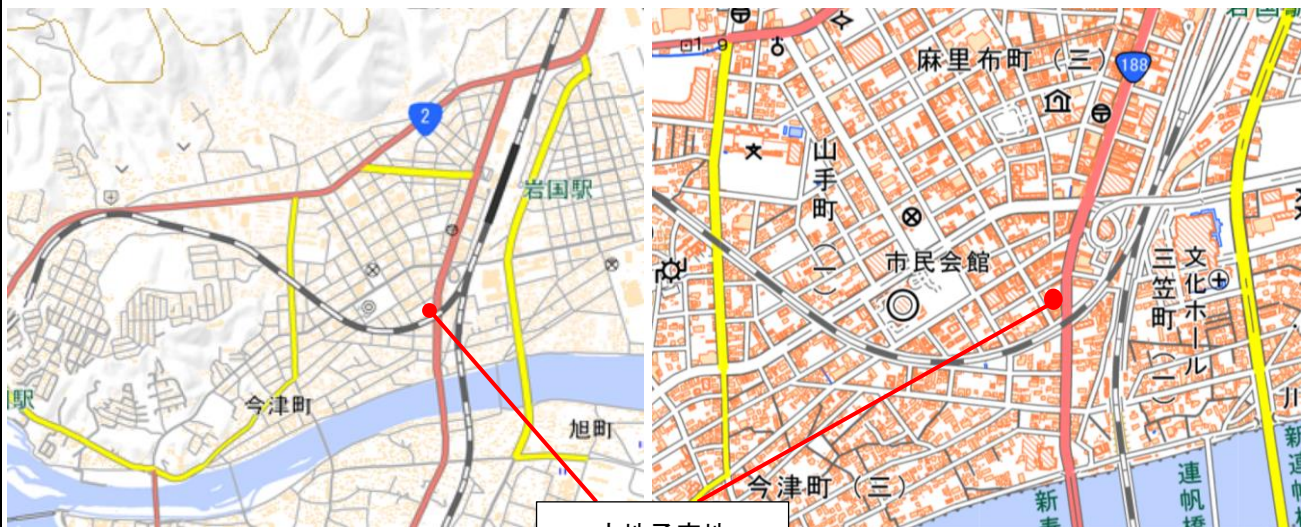 2
岩国駅
今津町
旭町
駅
麻里布町（三）
188
山手町（一）
市民会館
文化ホール
三笠町（一）
今津町（三）
連帆橋